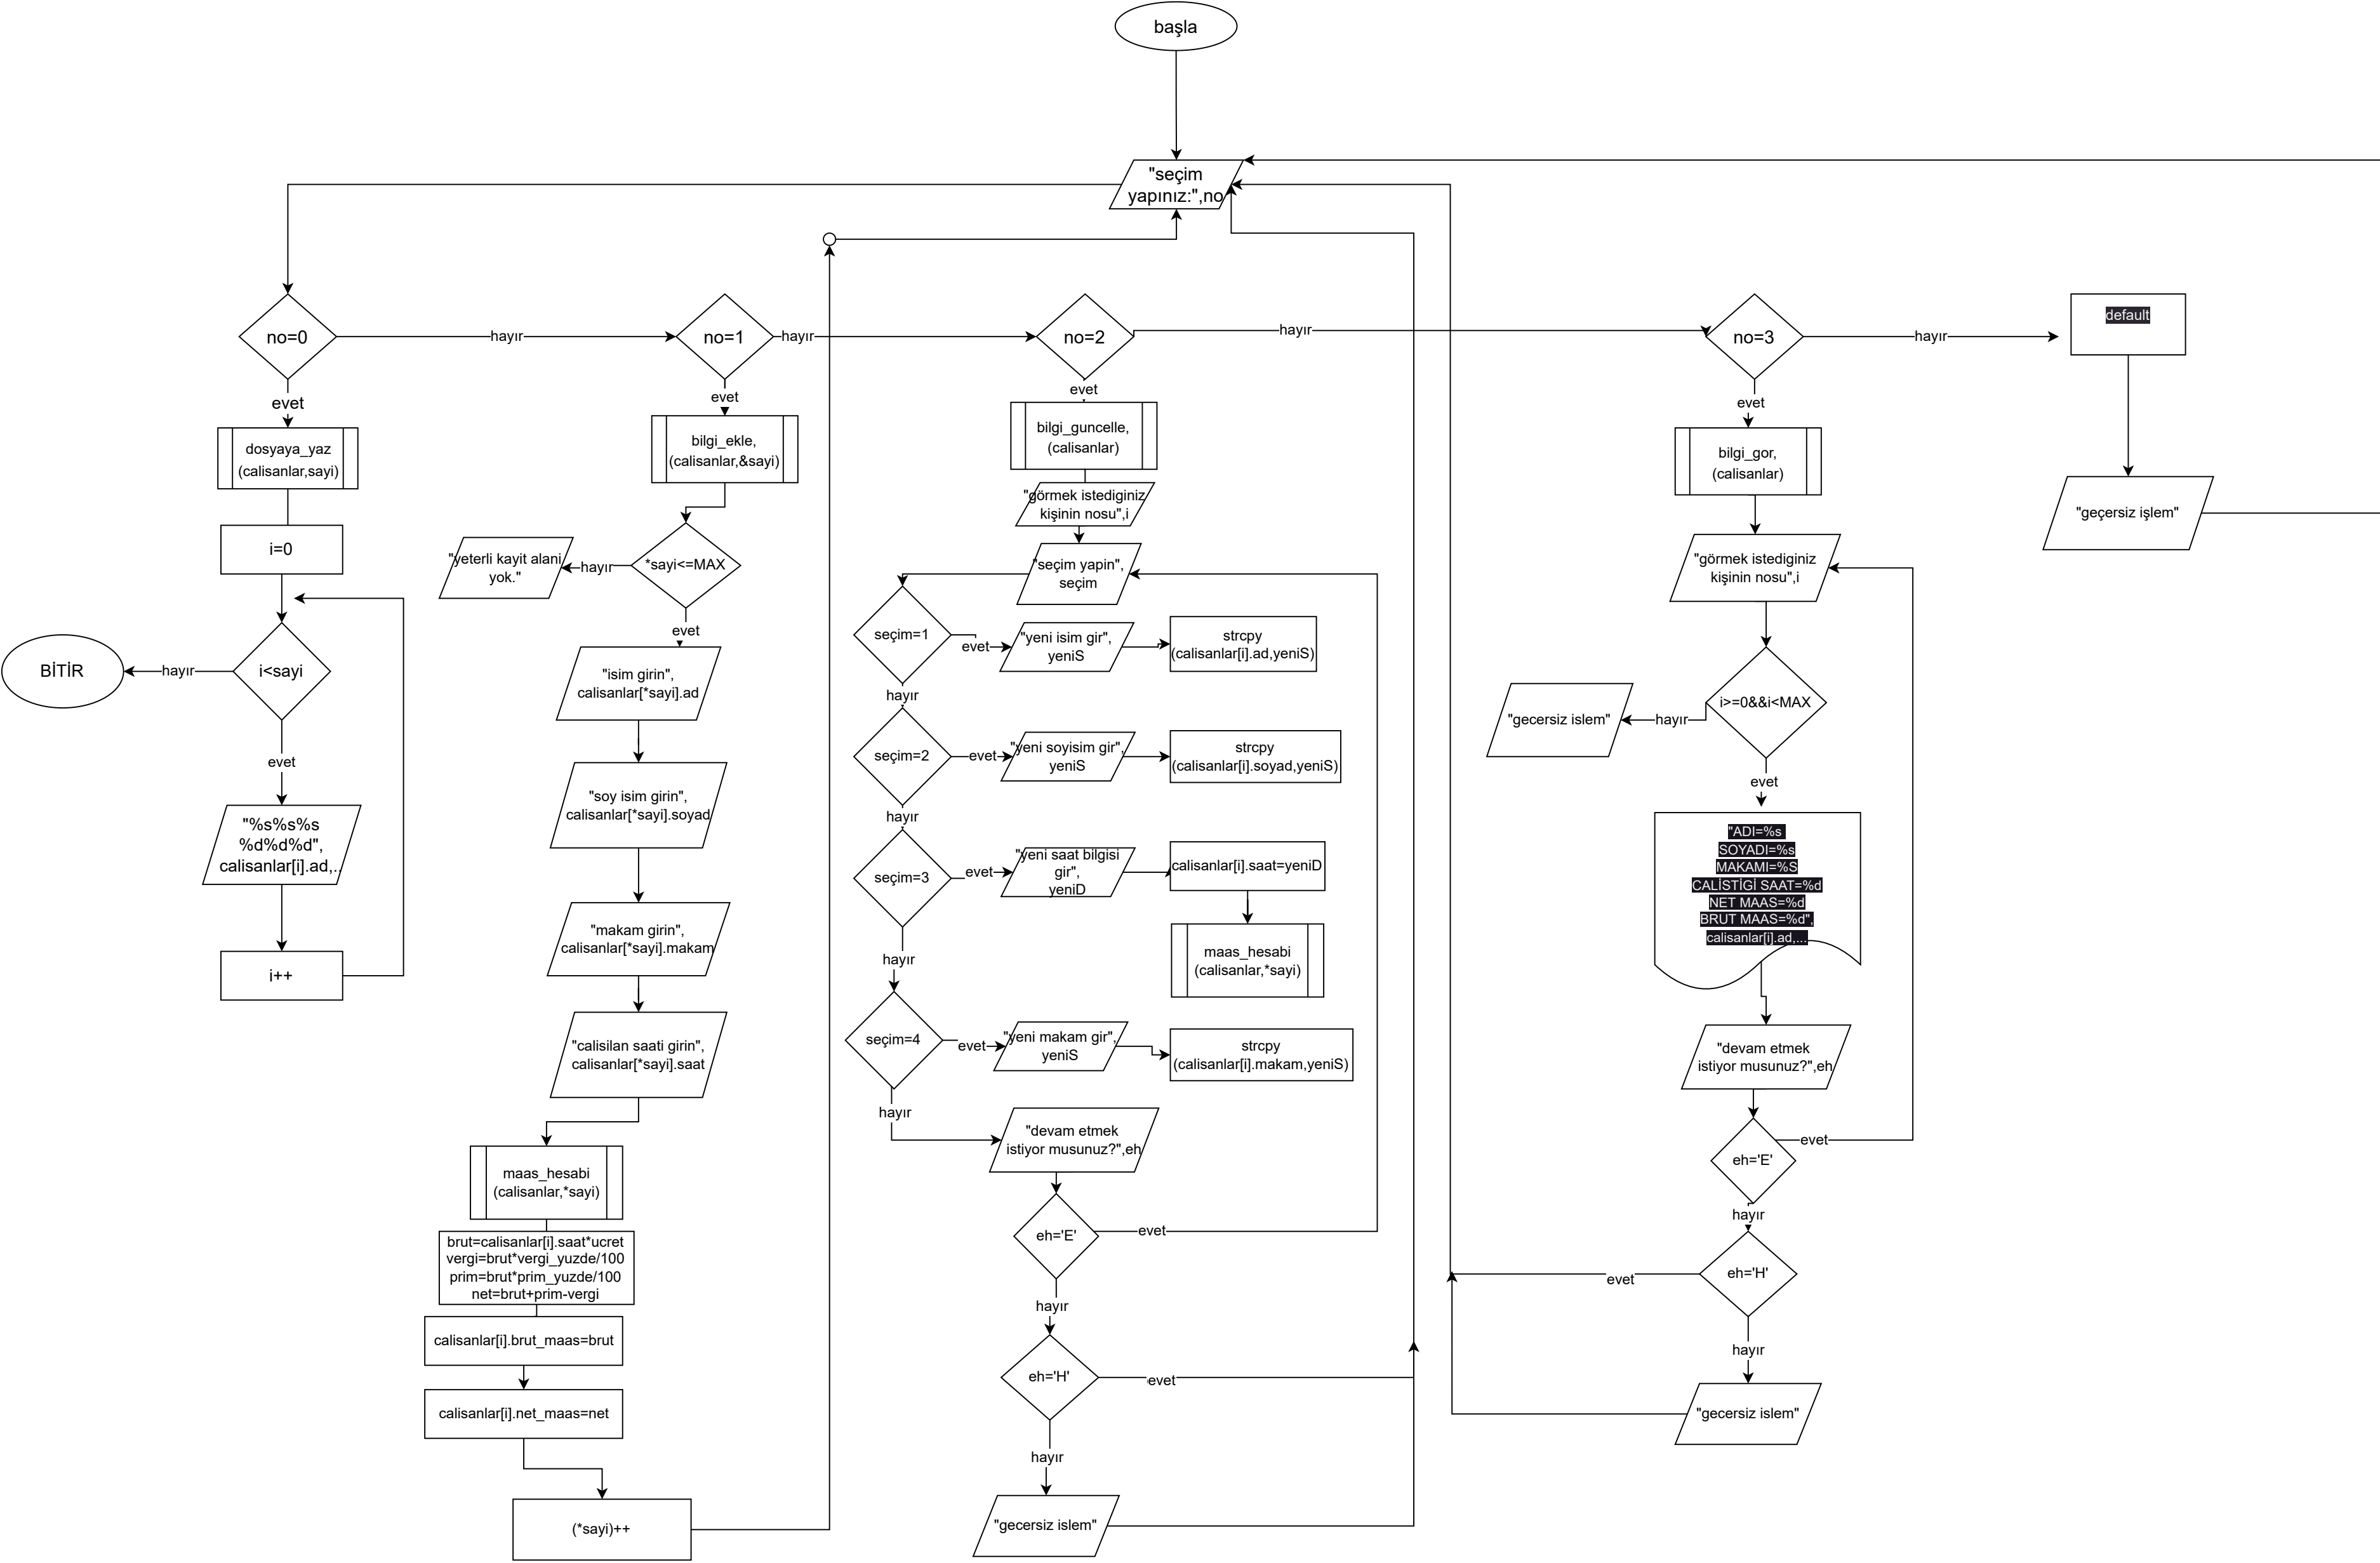 başla
"seçim
yapınız:",no
no=0
hayır
no=1
hayır
no=2
hayır
no=3
hayır
default
evet
dosyaya_yaz
(calisanlar,sayi)
i=0
i<sayi
hayır
BİTİR
evet
"%s%s%s
%d%d%d",
calisanlar[i].ad,..
i++
evet
bilgi_ekle,
(calisanlar,&sayi)
*sayi<=MAX
hayır
"yeterli kayit alani
yok."
evet
"isim girin",
calisanlar[*sayi].ad
"soy isim girin",
calisanlar[*sayi].soyad
"makam girin",
calisanlar[*sayi].makam
"calisilan saati girin",
calisanlar[*sayi].saat
maas_hesabi
(calisanlar,*sayi)
brut=calisanlar[i].saat*ucret
vergi=brut*vergi_yuzde/100
prim=brut*prim_yuzde/100
net=brut+prim-vergi
calisanlar[i].brut_maas=brut
calisanlar[i].net_maas=net
(*sayi)++
evet
bilgi_guncelle,
(calisanlar)
"görmek istediginiz
kişinin nosu",i
"seçim yapin",
seçim
seçim=1
evet
"yeni isim gir",
yeniS
strcpy
(calisanlar[i].ad,yeniS)
hayır
seçim=2
evet
"yeni soyisim gir",
yeniS
strcpy
(calisanlar[i].soyad,yeniS)
hayır
seçim=3
evet
"yeni saat bilgisi
gir",
yeniD
calisanlar[i].saat=yeniD
maas_hesabi
(calisanlar,*sayi)
hayır
seçim=4
evet
"yeni makam gir",
yeniS
strcpy
(calisanlar[i].makam,yeniS)
hayır
"devam etmek
istiyor musunuz?",eh
eh='E'
evet
hayır
eh='H'
evet
hayır
"gecersiz islem"
evet
bilgi_gor,
(calisanlar)
"görmek istediginiz
kişinin nosu",i
i>=0&&i<MAX
hayır
"gecersiz islem"
evet
"ADI=%s
SOYADI=%s
MAKAMI=%S
CALİSTİGİ SAAT=%d
NET MAAS=%d
BRUT MAAS=%d",
calisanlar[i].ad,...
"devam etmek
istiyor musunuz?",eh
eh='E'
evet
hayır
eh='H'
evet
hayır
"gecersiz islem"
"geçersiz işlem"